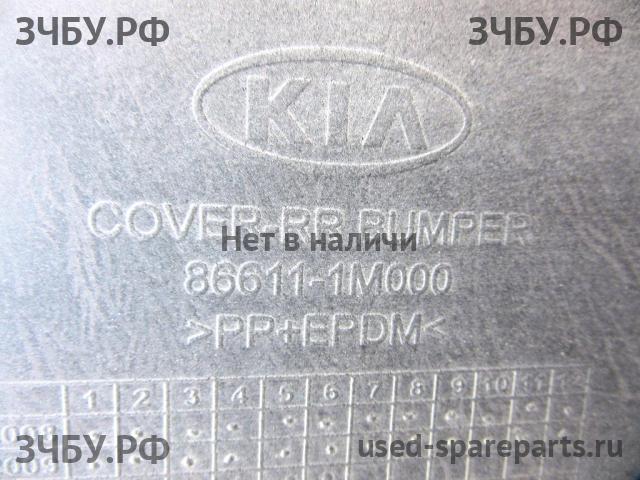 ЗЧБУ.РФ ЗЧБУ.РФ
KIA
COVER-RR BUMPER
Нет в наличи
86611-1M000
>PP+EPDM<
1 2 3 4 5 6 7 8 9 10 11
ЗЧБУ.РФ used-spareparts.ru